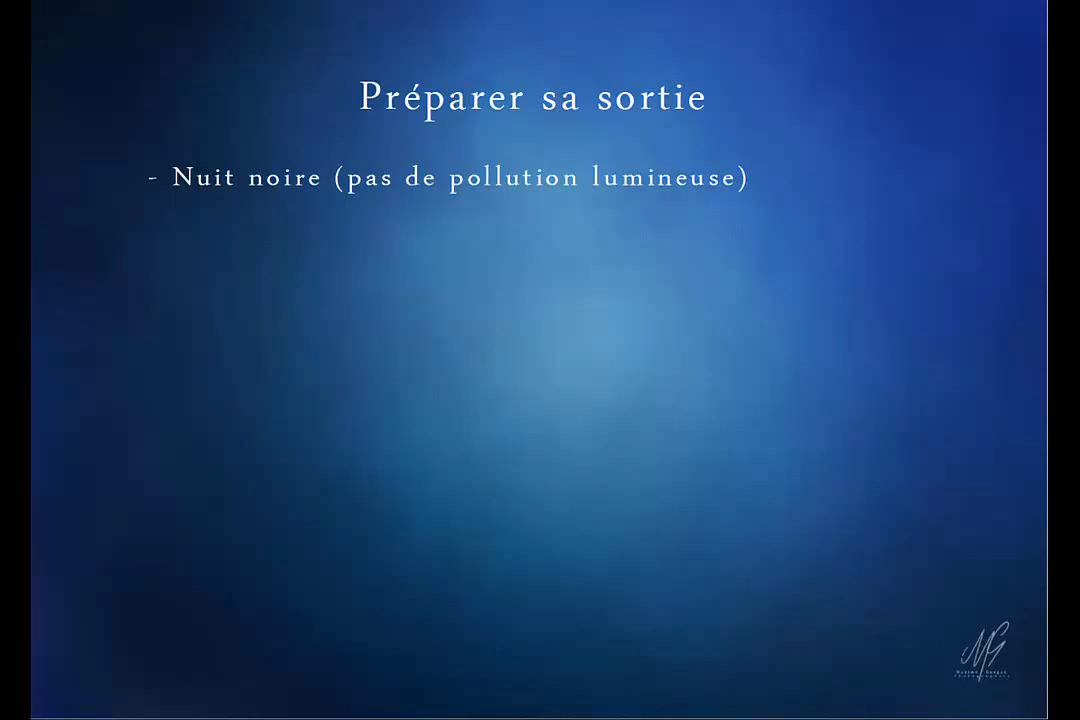 Préparer sa sortie
- Nuit noire (pas de pollution lumineuse)